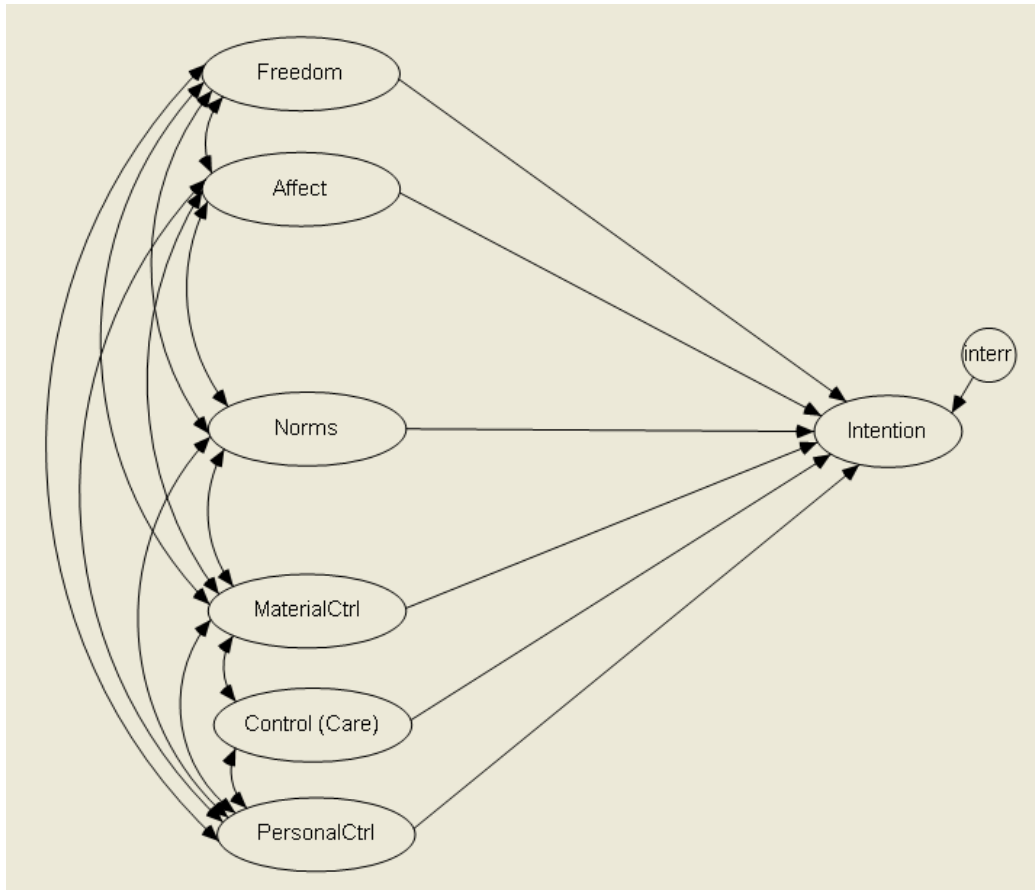 Freedom
Affect
Norms
interr
Intention
MaterialCtrl
Control (Care)
PersonalCtrl